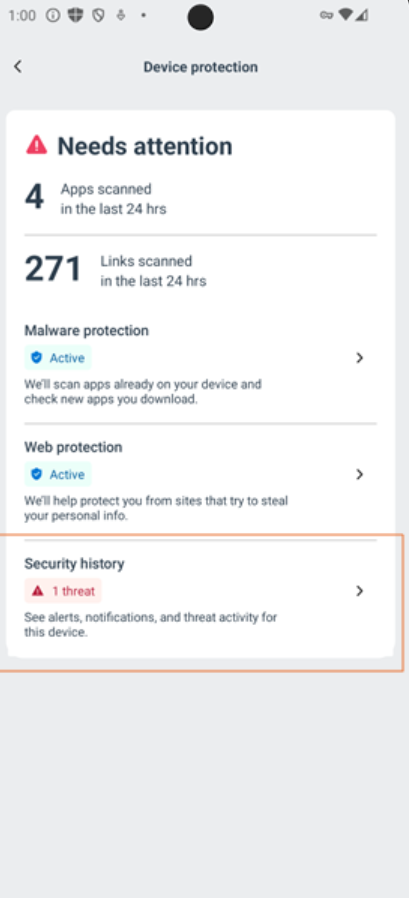 1:00
Device protection
Needs attention
4 Apps scanned
in the last 24 hrs
271 Links scanned
in the last 24 hrs
Malware protection
Active
We'll scan apps already on your device and
check new apps you download.
Web protection
Active
We'll help protect you from sites that try to steal
your personal info.
Security history
1 threat
See alerts, notifications, and threat activity for
this device.